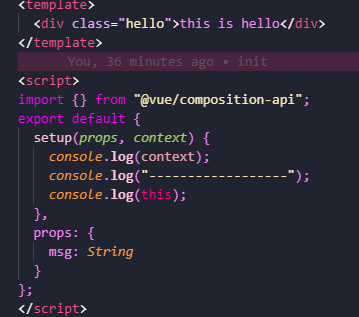 <template>
  <div class="hello">this is hello</div>
</template>
You, 36 minutes ago • init
<script>
import {} from "@vue/composition-api";
export default {
  setup(props, context) {
    console.log(context);
    console.log("------------------");
    console.log(this);
  },
  props: {
    msg: String
  }
};
</script>